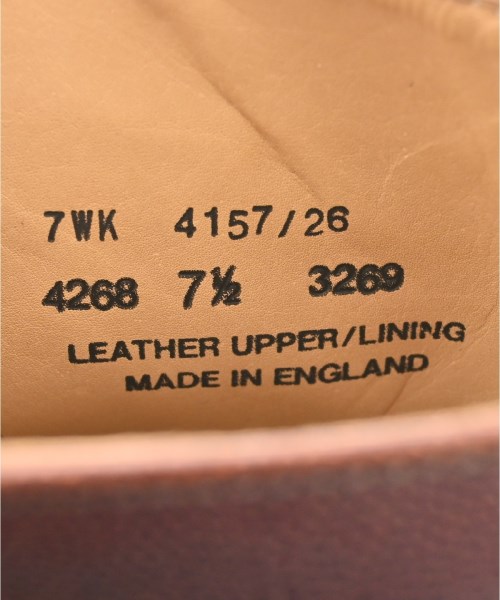 7WK 4157/26
4268 7½ 3269
LEATHER UPPER/LINING
MADE IN ENGLAND